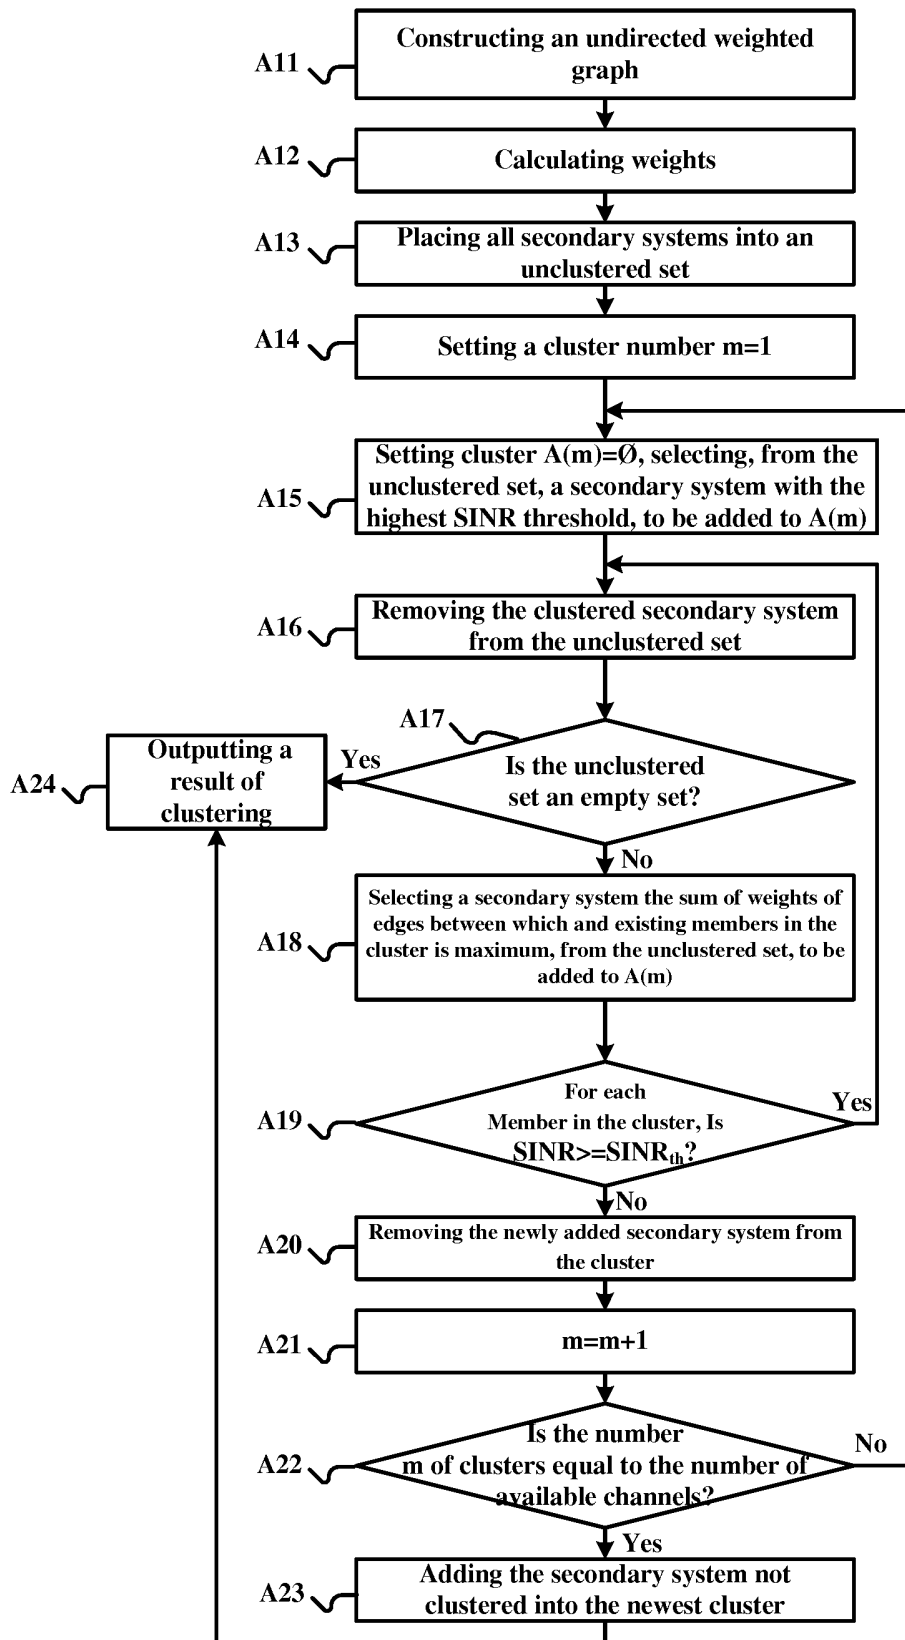 Constructing an undirected weighted
graph
A11
Calculating weights
A12
Placing all secondary systems into an
unclustered set
A13
Setting a cluster number m=1
A14
Setting cluster A(m)=Ø, selecting, from the
unclustered set, a secondary system with the
highest SINR threshold, to be added to A(m)
A15
Removing the clustered secondary system
from the unclustered set
A16
A17
Is the unclustered
set an empty set?
Yes
Outputting a
result of
clustering
A24
No
Selecting a secondary system the sum of weights of
edges between which and existing members in the
cluster is maximum, from the unclustered set, to be
added to A(m)
A18
For each
Member in the cluster, Is
SINR>=SINRth?
A19
Yes
No
Removing the newly added secondary system from
the cluster
A20
m=m+1
A21
Is the number
m of clusters equal to the number of
available channels?
A22
No
Yes
Adding the secondary system not
clustered into the newest cluster
A23